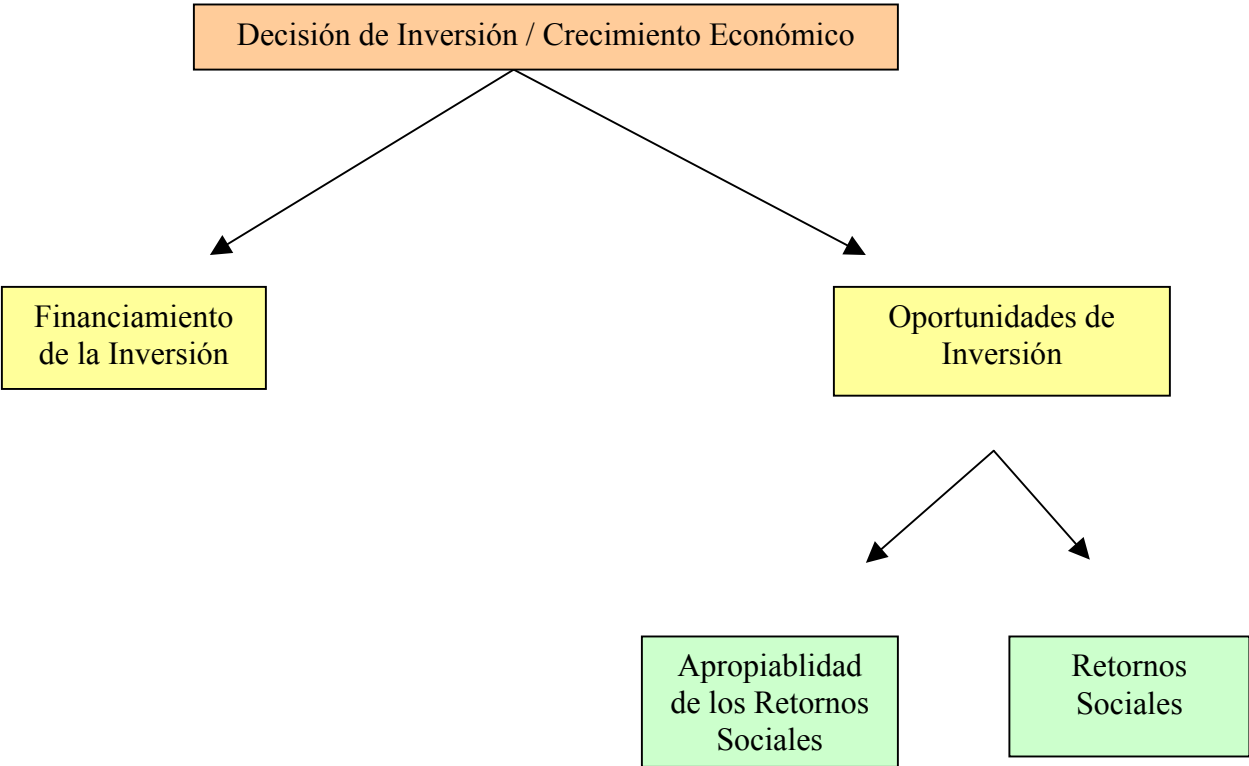 Decisión de Inversión / Crecimiento Económico
Financiamiento
de la Inversión
Oportunidades de
Inversión
Apropiablidad
de los Retornos
Sociales
Retornos
Sociales